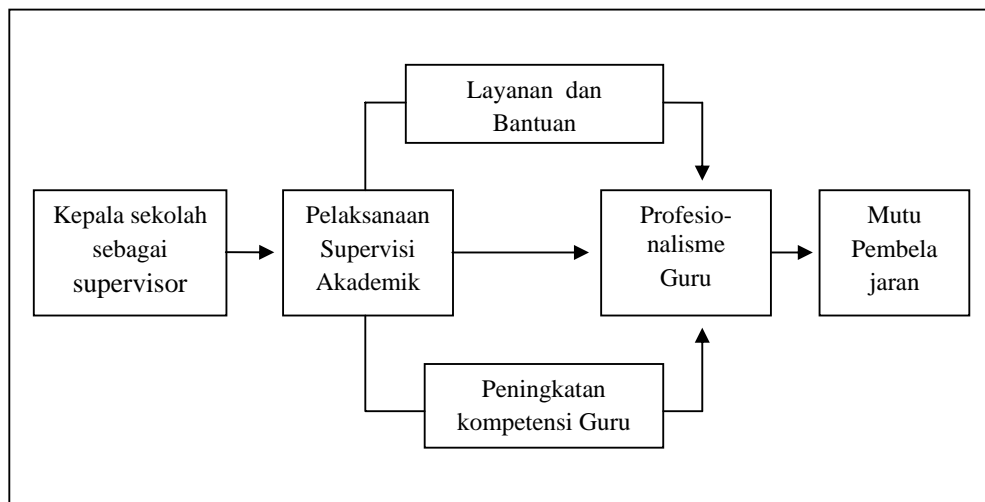 Layanan dan
Bantuan
Kepala sekolah
sebagai
supervisor
Pelaksanaan
Supervisi
Akademik
Profesio-
nalisme
Guru
Mutu
Pembela
jaran
Peningkatan
kompetensi Guru